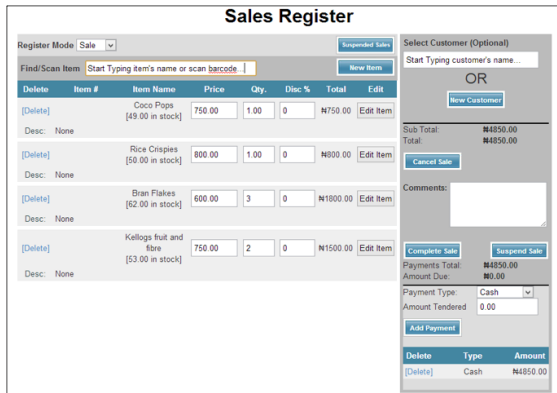 Sales Register
Register Mode Sale Suspended Sales
Find/Scan Item Start Typing item's name or scan barcode... New Item
Delete Item # Item Name Price Qty. Disc % Total Edit
[Delete] Coco Pops [49.00 in stock] 750.00 1.00 0 ₦750.00 Edit Item
Desc: None
[Delete] Rice Crispies [50.00 in stock] 800.00 1.00 0 ₦800.00 Edit Item
Desc: None
[Delete] Bran Flakes [62.00 in stock] 600.00 3 0 ₦1800.00 Edit Item
Desc: None
[Delete] Kellogs fruit and fibre [53.00 in stock] 750.00 2 0 ₦1500.00 Edit Item
Desc: None
Select Customer (Optional)
Start Typing customer's name...
OR
New Customer
Sub Total: ₦4850.00
Total: ₦4850.00
Cancel Sale
Comments:
Complete Sale Suspend Sale
Payments Total: ₦4850.00
Amount Due: ₦0.00
Payment Type: Cash
Amount Tendered 0.00
Add Payment
Delete Type Amount
[Delete] Cash ₦4850.00